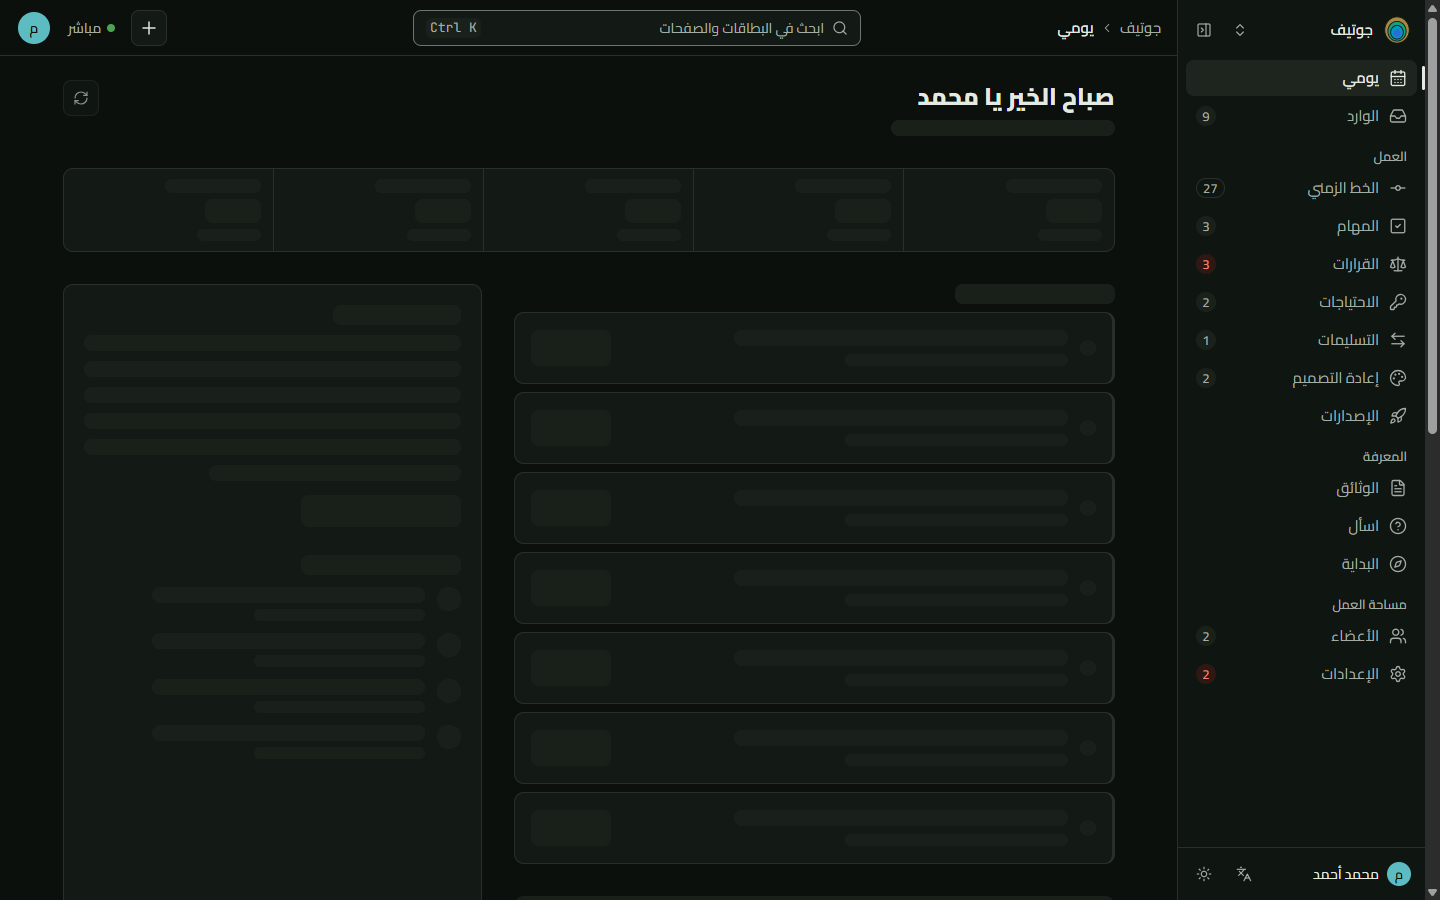 جوتيف
يومي
الوارد 9
العمل
الخط الزمني 27
المهام 3
القرارات 3
الاحتياجات 2
التسليمات 1
إعادة التصميم 2
الإصدارات
المعرفة
الوثائق
اسأل
البداية
مساحة العمل
الأعضاء 2
الإعدادات 2
م محمد أحمد
جوتيف يومي
ابحث في البطاقات والصفحات Ctrl K
مباشر م
صباح الخير يا محمد